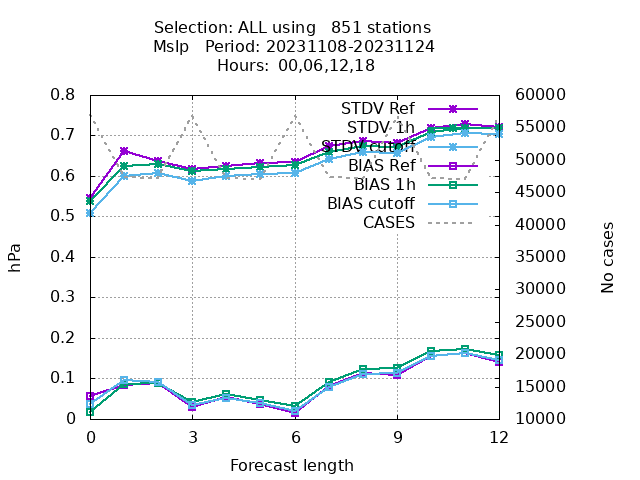 Selection: ALL using   851 stations
Mslp   Period: 20231108-20231124
Hours: 00,06,12,18
0.8
0.7
0.6
0.5
0.4
0.3
0.2
0.1
0
hPa
STDV Ref
STDV 1h
STDV cutoff
BIAS Ref
BIAS 1h
BIAS cutoff
CASES
60000
55000
50000
45000
40000
35000
30000
25000
20000
15000
10000
No cases
0 3 6 9 12
Forecast length